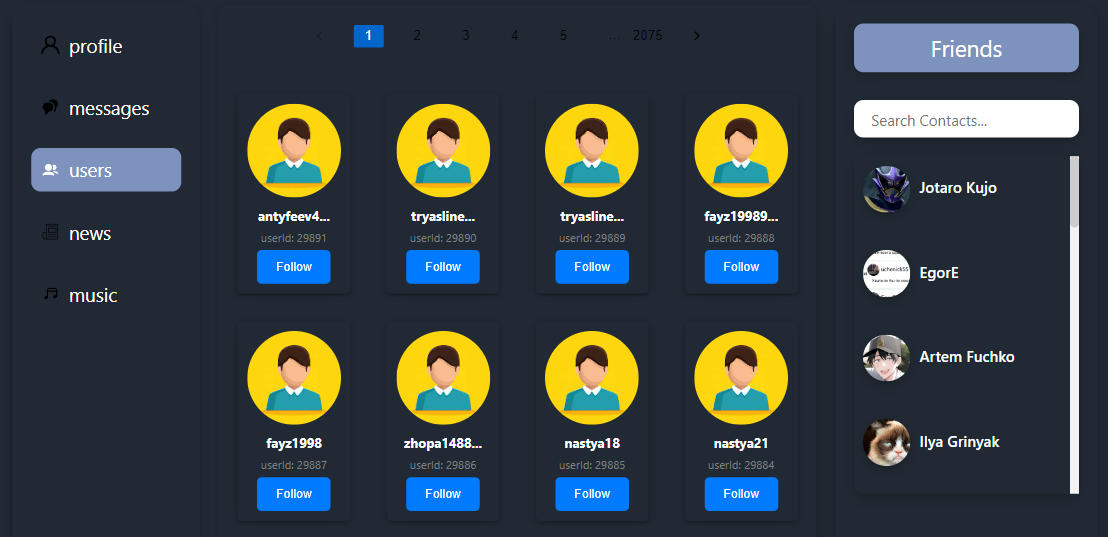 profile
messages
users
news
music
1 2 3 4 5 ... 2075
antyfeev4... tryasline... tryasline... fayz19989...
userId: 29891 userId: 29890 userId: 29889 userId: 29888
Follow Follow Follow Follow
fayz1998 zhopa1488... nastya18 nastya21
userId: 29887 userId: 29886 userId: 29885 userId: 29884
Follow Follow Follow Follow
Friends
Search Contacts...
Jotaro Kujo
uchenick55
EgorE
Artem Fuchko
Ilya Grinyak